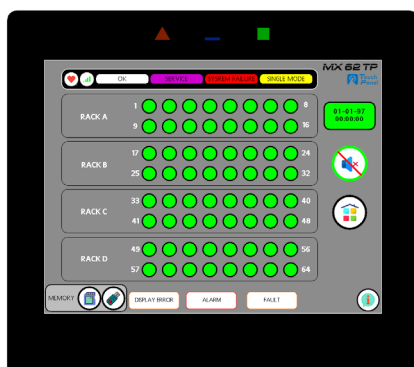 MX 62 TP
Touch
Panel
OK SERVICE SYSTEM FAILURE SINGLE MODE
01-01-97
00:00:00
RACK A
1 8
9 16
RACK B
17 24
25 32
RACK C
33 40
41 48
RACK D
49 56
57 64
MEMORY DISPLAY ERROR ALARM FAULT